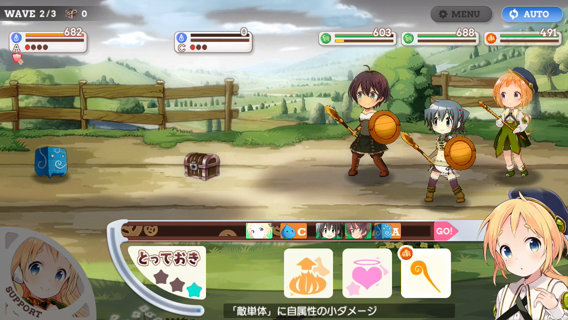 WAVE 2/3 0
MENU
AUTO
682
A
0
C
603
688
491
C
A
GO!
とっておき
SUPPORT
「敵単体」に自属性の小ダメージ